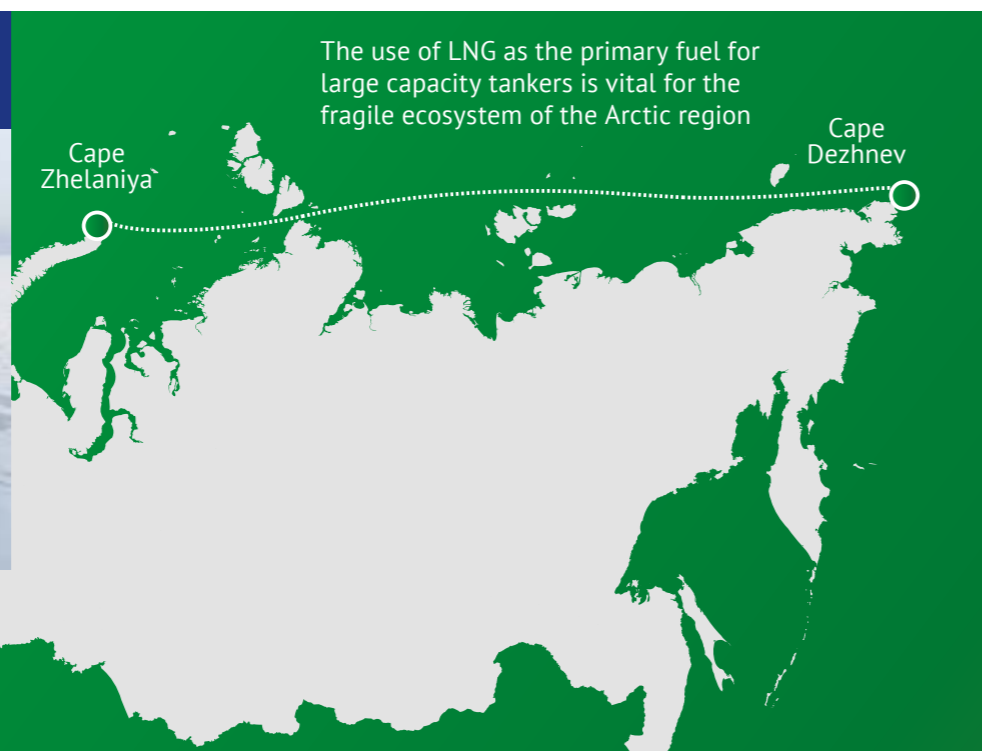 The use of LNG as the primary fuel for
large capacity tankers is vital for the
fragile ecosystem of the Arctic region
Cape
Zhelaniya
Cape
Dezhnev